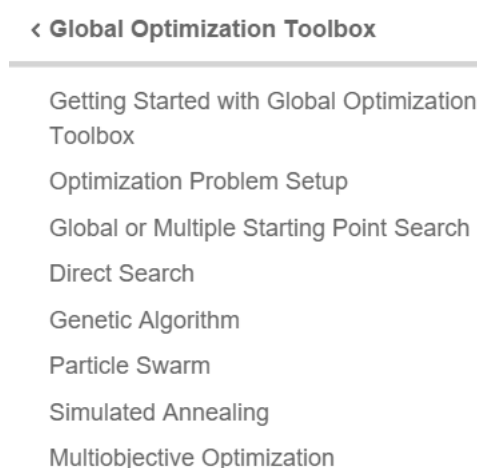 ‹ Global Optimization Toolbox
Getting Started with Global Optimization
Toolbox
Optimization Problem Setup
Global or Multiple Starting Point Search
Direct Search
Genetic Algorithm
Particle Swarm
Simulated Annealing
Multiobjective Optimization